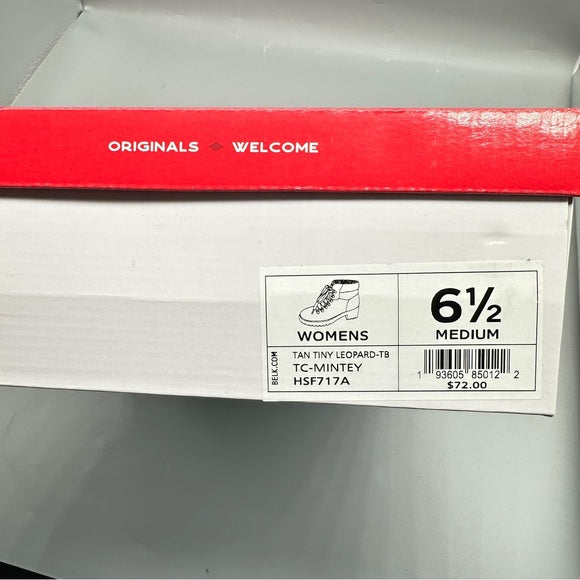 ORIGINALS WELCOME
WOMENS
6½
MEDIUM
BELK.COM
TAN TINY LEOPARD-TB
TC-MINTEY
HSF717A
1 93605 85012 2
$72.00